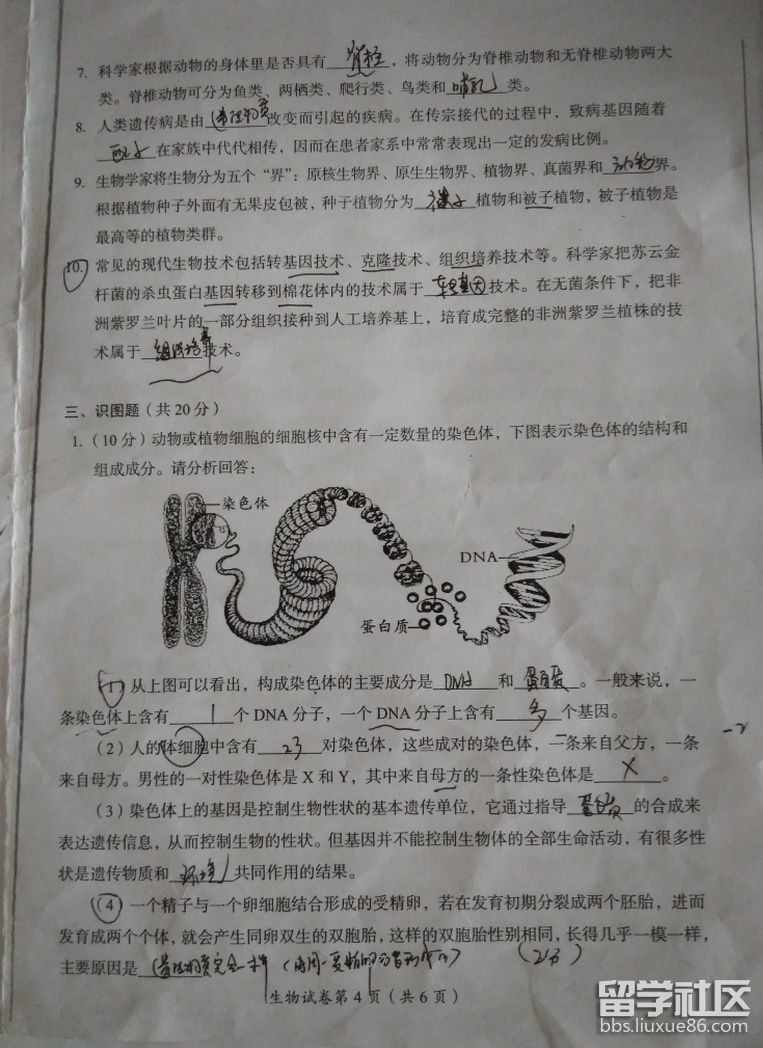 7. 科学家根据动物的身体里是否具有 脊柱 ，将动物分为脊椎动物和无脊椎动物两大
类。脊椎动物可分为鱼类、两栖类、爬行类、鸟类和 哺乳 类。
8. 人类遗传病是由 遗传物质 改变而引起的疾病。在传宗接代的过程中，致病基因随着
配子 在家族中代代相传，因而在患者家系中常常表现出一定的发病比例。
9. 生物学家将生物分为五个“界”：原核生物界、原生生物界、植物界、真菌界和 动物 界。
根据植物种子外面有无果皮包被，种子植物分为 裸子 植物和被子植物，被子植物是
最高等的植物类群。
10. 常见的现代生物技术包括转基因技术、克隆技术、组织培养技术等。科学家把苏云金
杆菌的杀虫蛋白基因转移到棉花体内的技术属于 转基因 技术。在无菌条件下，把非
洲紫罗兰叶片的一部分组织接种到人工培养基上，培育成完整的非洲紫罗兰植株的技
术属于 组织培养 技术。
三、识图题（共 20 分）
1.（10 分）动物或植物细胞的细胞核中含有一定数量的染色体，下图表示染色体的结构和
组成成分。请分析回答：
染色体
DNA
蛋白质
(1) 从上图可以看出，构成染色体的主要成分是 DNA 和 蛋白质 。一般来说，一
条染色体上含有 1 个 DNA 分子，一个 DNA 分子上含有 多 个基因。
（2）人的体细胞中含有 23 对染色体，这些成对的染色体，一条来自父方，一条
-2
来自母方。男性的一对性染色体是 X 和 Y，其中来自母方的一条性染色体是 X 。
（3）染色体上的基因是控制生物性状的基本遗传单位，它通过指导 蛋白质 的合成来
表达遗传信息，从而控制生物的性状。但基因并不能控制生物体的全部生命活动，有很多性
状是遗传物质和 环境 共同作用的结果。
（4）一个精子与一个卵细胞结合形成的受精卵，若在发育初期分裂成两个胚胎，进而
发育成两个个体，就会产生同卵双生的双胞胎，这样的双胞胎性别相同，长得几乎一模一样，
主要原因是 遗传物质完全一样 （由同一受精卵发育形成的） （2分）
生物试卷第 4 页（共 6 页）
留学社区
bbs.liuxue86.com